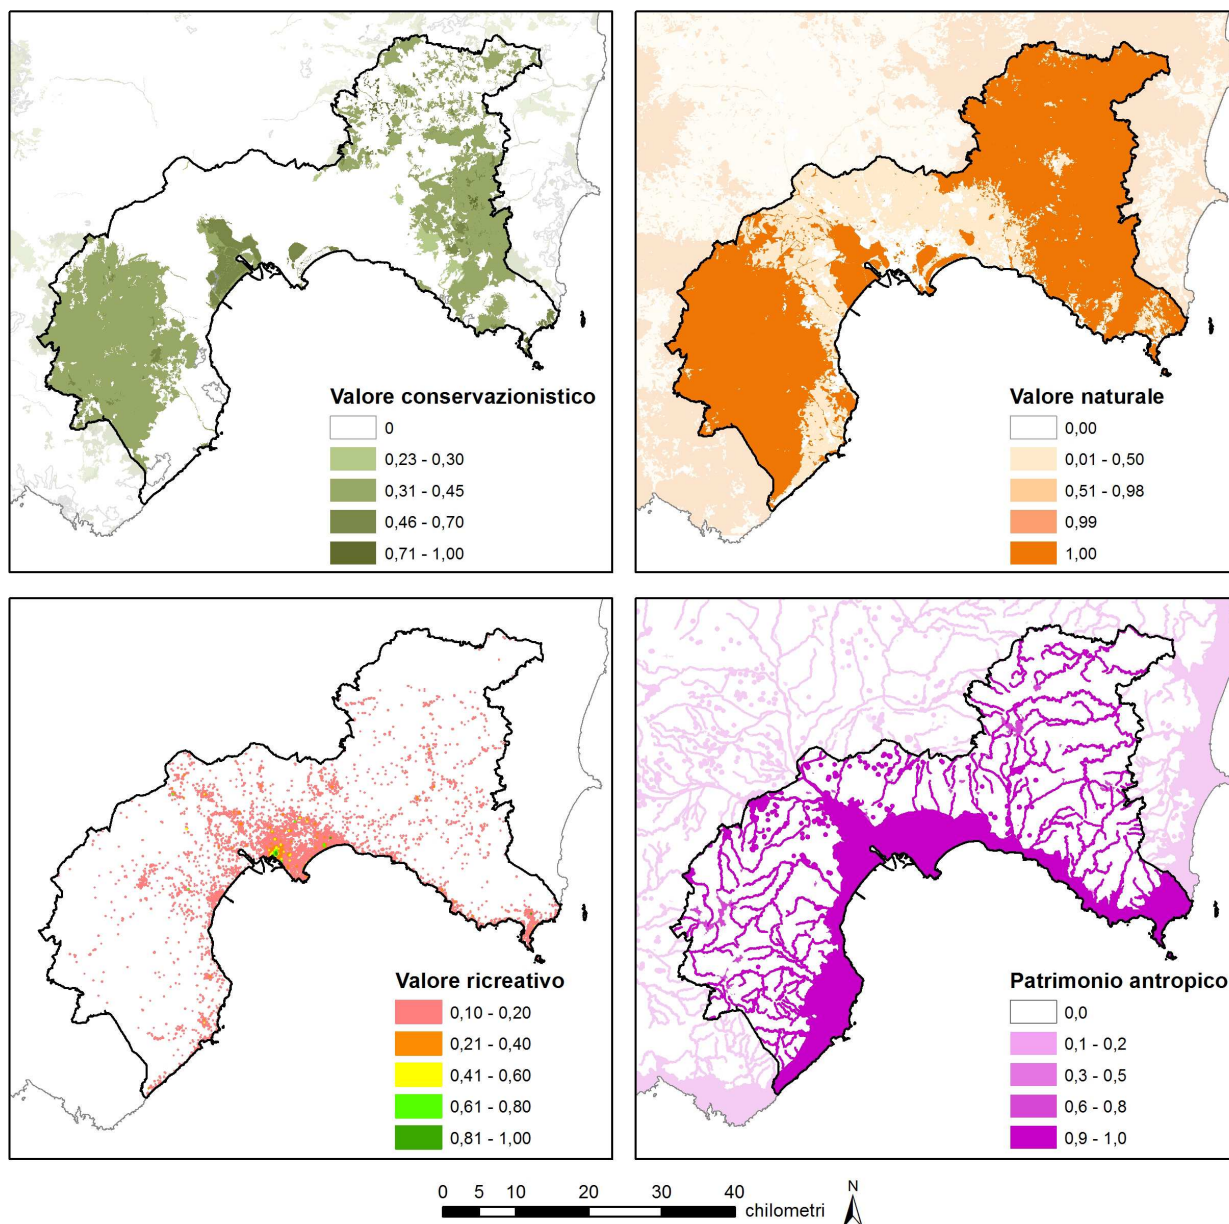 Valore conservazionistico
0
0,23 - 0,30
0,31 - 0,45
0,46 - 0,70
0,71 - 1,00
Valore naturale
0,00
0,01 - 0,50
0,51 - 0,98
0,99
1,00
Valore ricreativo
0,10 - 0,20
0,21 - 0,40
0,41 - 0,60
0,61 - 0,80
0,81 - 1,00
Patrimonio antropico
0,0
0,1 - 0,2
0,3 - 0,5
0,6 - 0,8
0,9 - 1,0
0 5 10 20 30 40
chilometri
N